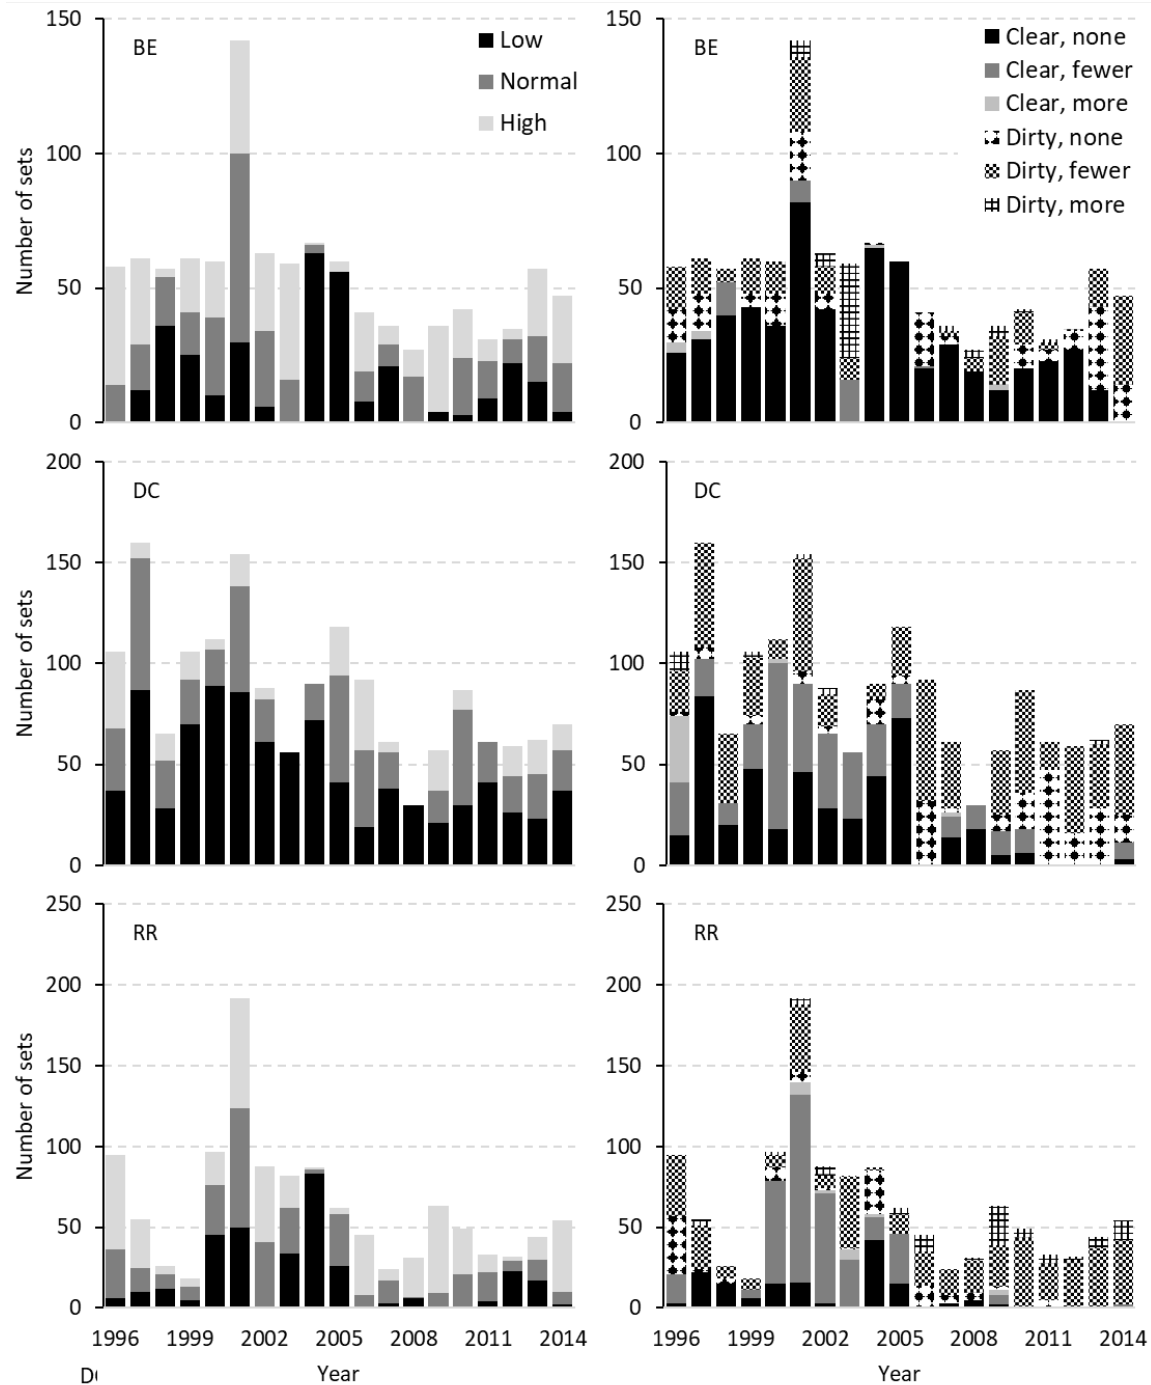 150
100
50
0
Number of sets
BE
Low
Normal
High
150
100
50
0
BE
Clear, none
Clear, fewer
Clear, more
Dirty, none
Dirty, fewer
Dirty, more
200
150
100
50
0
Number of sets
DC
200
150
100
50
0
DC
250
200
150
100
50
0
Number of sets
RR
1996 1999 2002 2005 2008 2011 2014
Year
250
200
150
100
50
0
RR
1996 1999 2002 2005 2008 2011 2014
Year